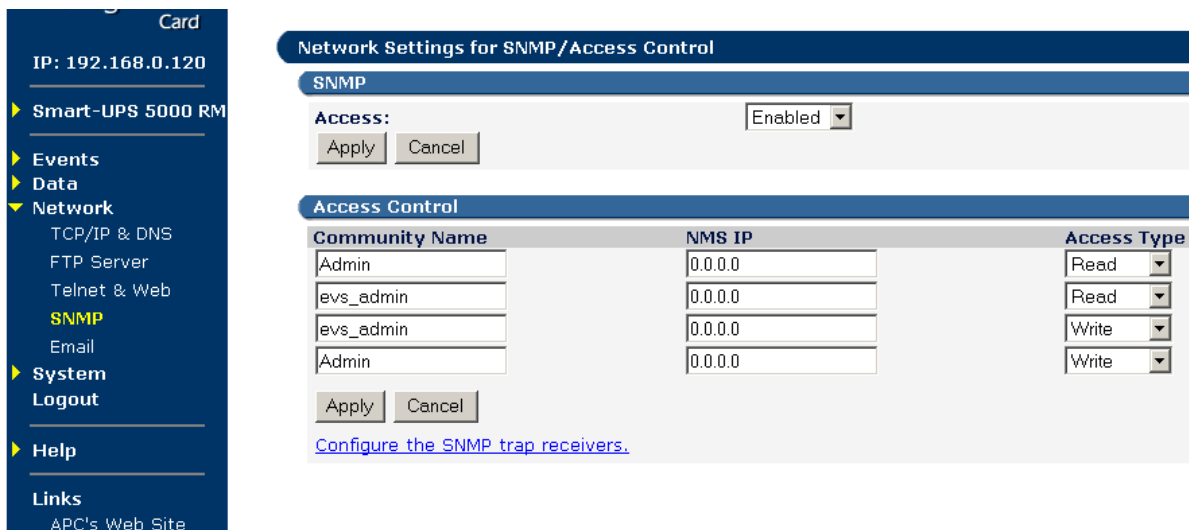 Card
IP: 192.168.0.120
Smart-UPS 5000 RM
Events
Data
Network
TCP/IP & DNS
FTP Server
Telnet & Web
SNMP
Email
System
Logout
Help
Links
APC's Web Site
Network Settings for SNMP/Access Control
SNMP
Access: Enabled
Apply Cancel
Access Control
Community Name NMS IP Access Type
Admin 0.0.0.0 Read
evs_admin 0.0.0.0 Read
evs_admin 0.0.0.0 Write
Admin 0.0.0.0 Write
Apply Cancel
Configure the SNMP trap receivers.